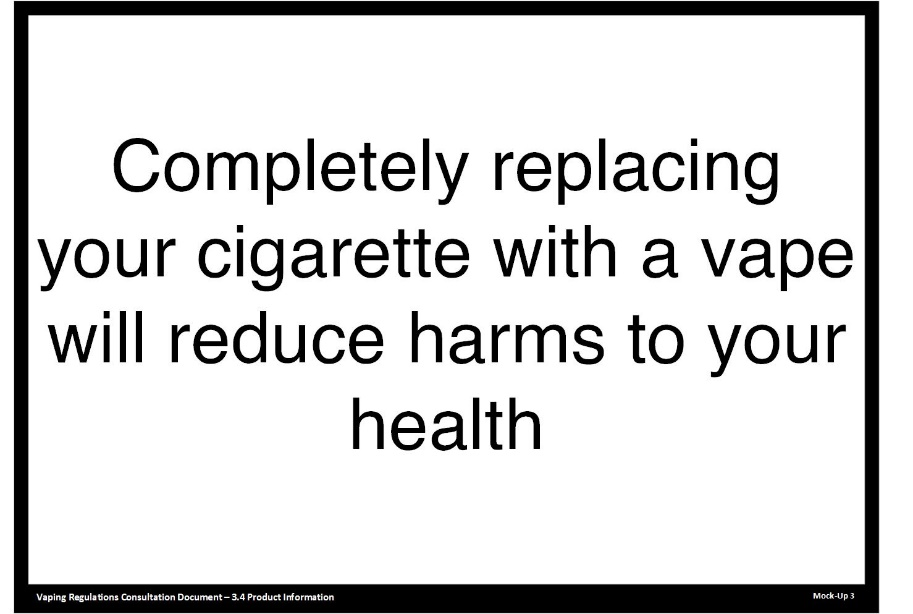 Completely replacing
your cigarette with a vape
will reduce harms to your
health
Vaping Regulations Consultation Document – 3.4 Product Information
Mock-Up 3